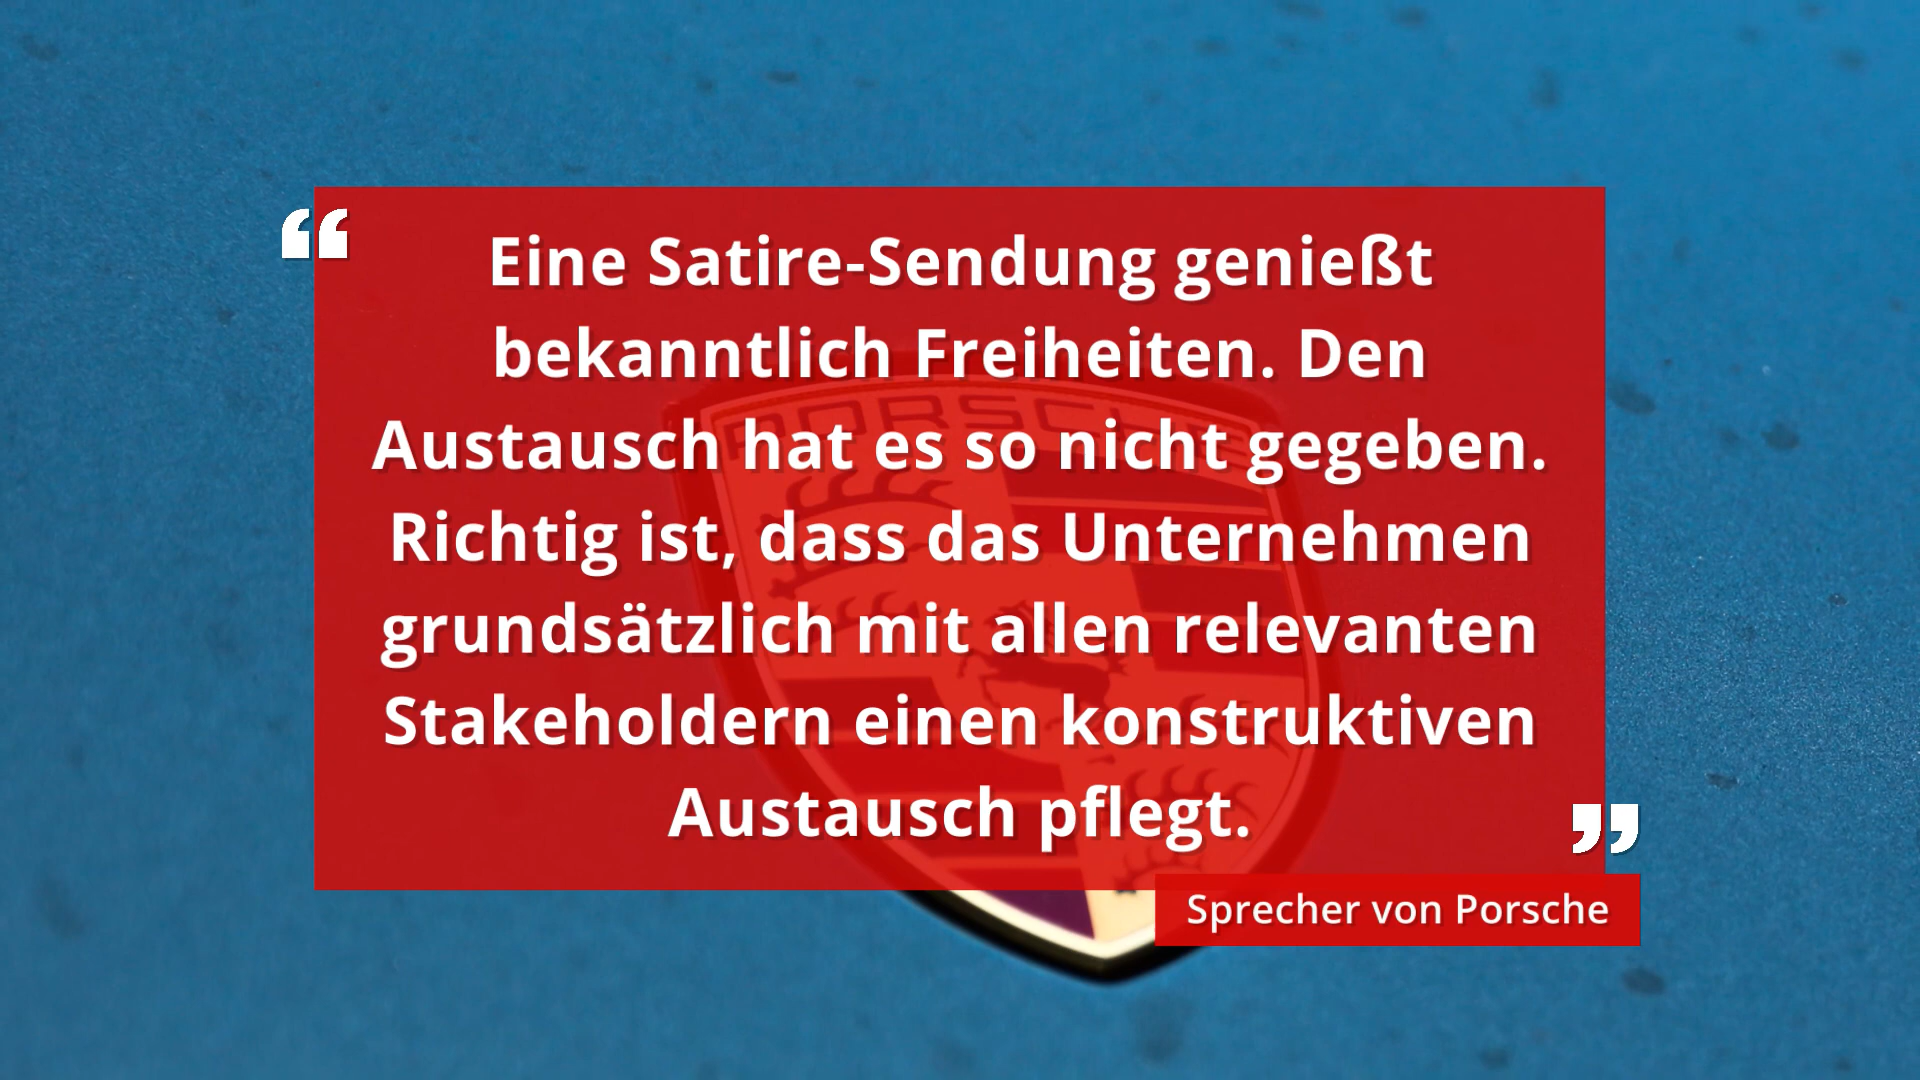 “
Eine Satire-Sendung genießt
bekanntlich Freiheiten. Den
Austausch hat es so nicht gegeben.
Richtig ist, dass das Unternehmen
grundsätzlich mit allen relevanten
Stakeholdern einen konstruktiven
Austausch pflegt.
”
Sprecher von Porsche
PORSCHE